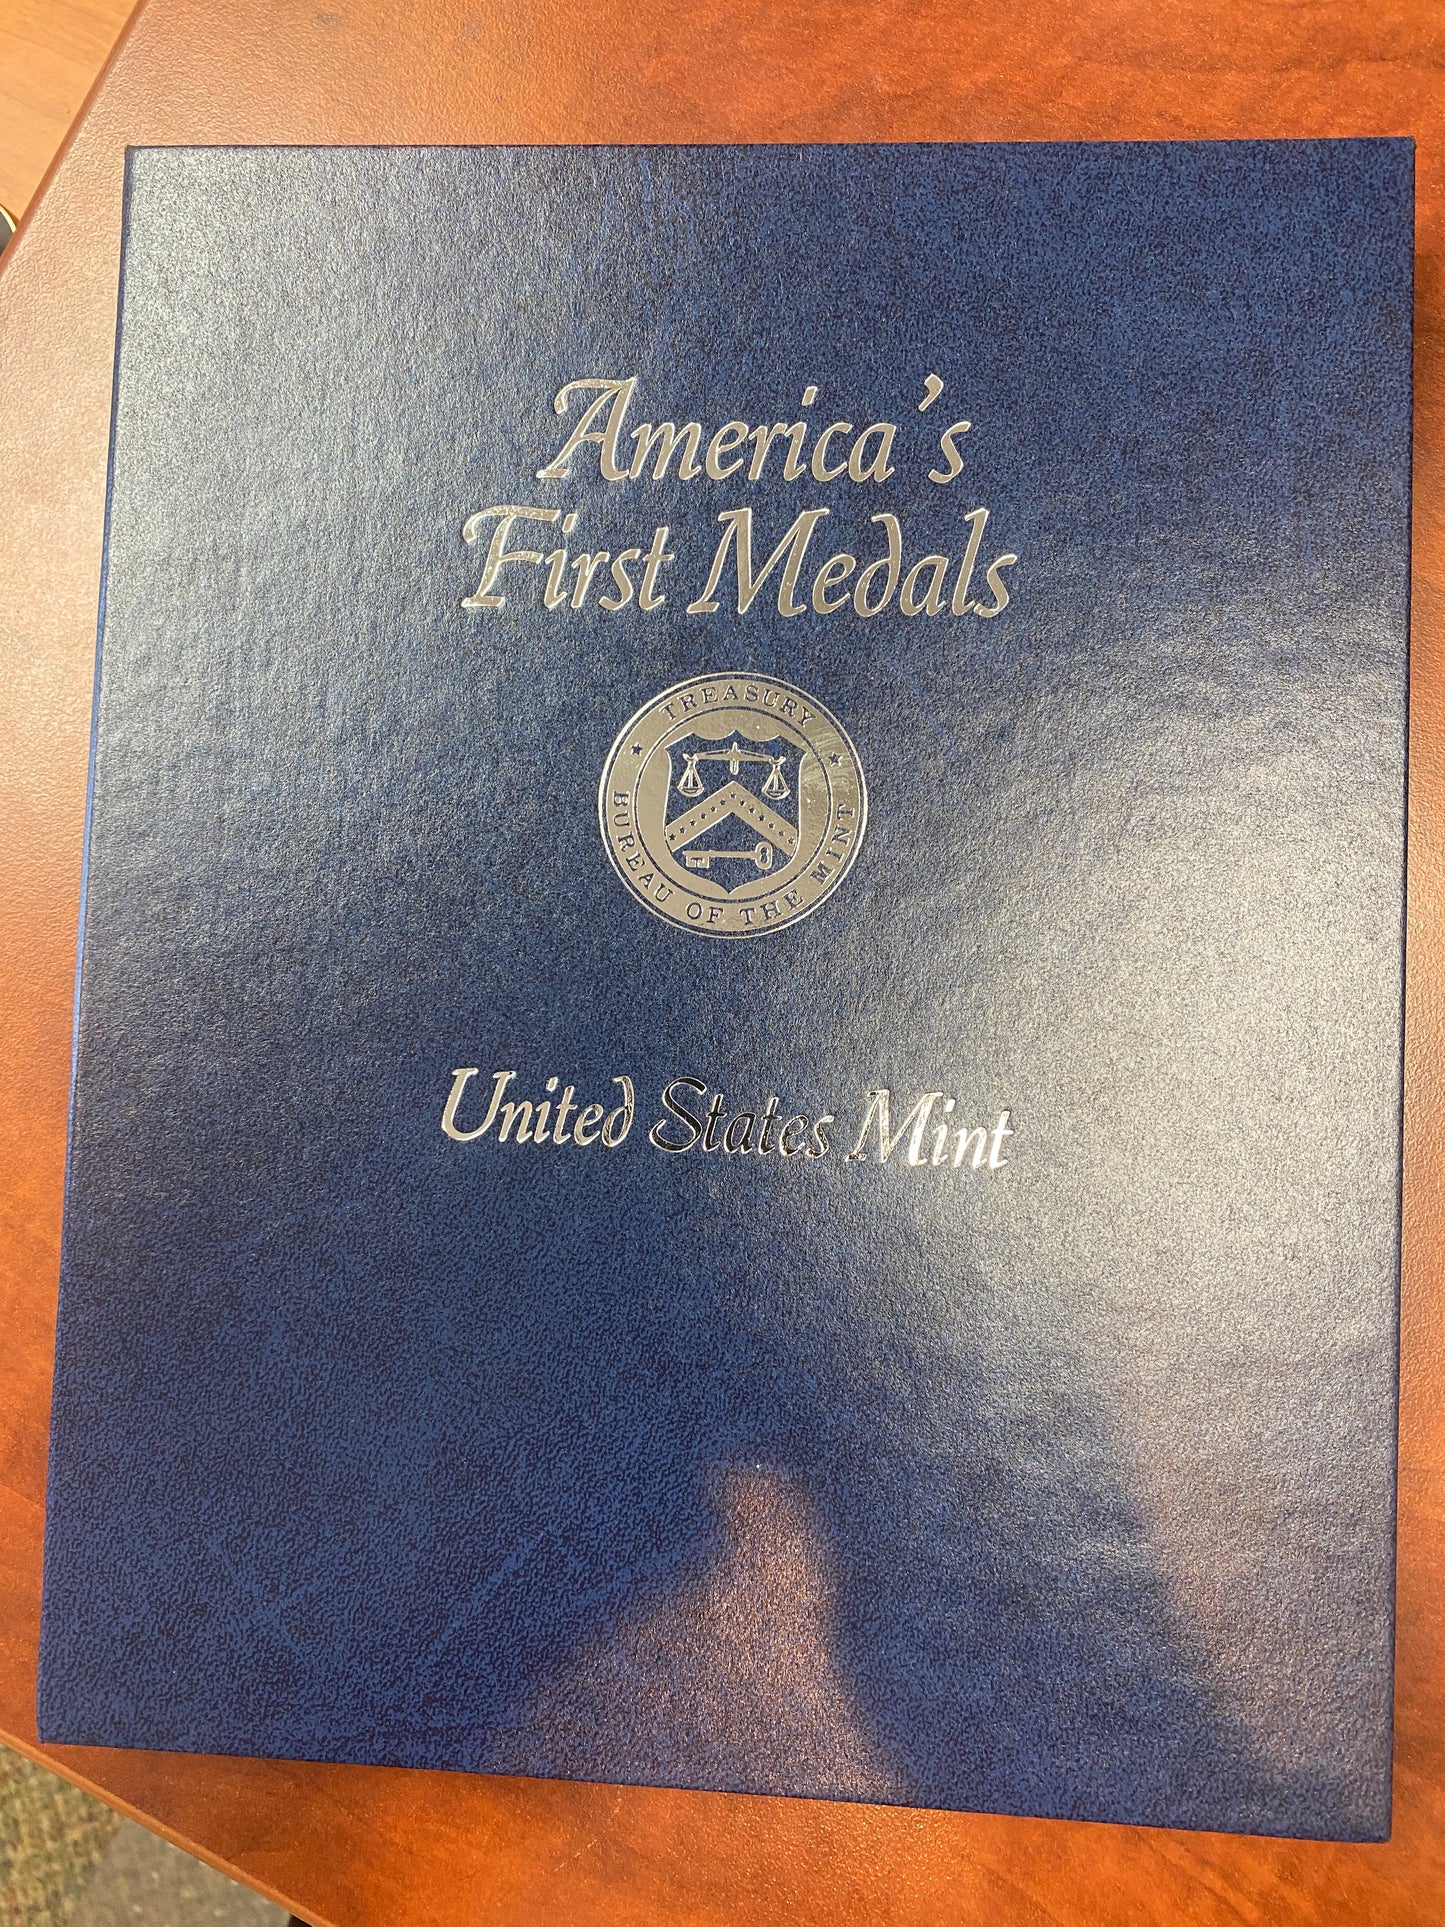 America's
First Medals
TREASURY
BUREAU OF THE MINT
United States Mint